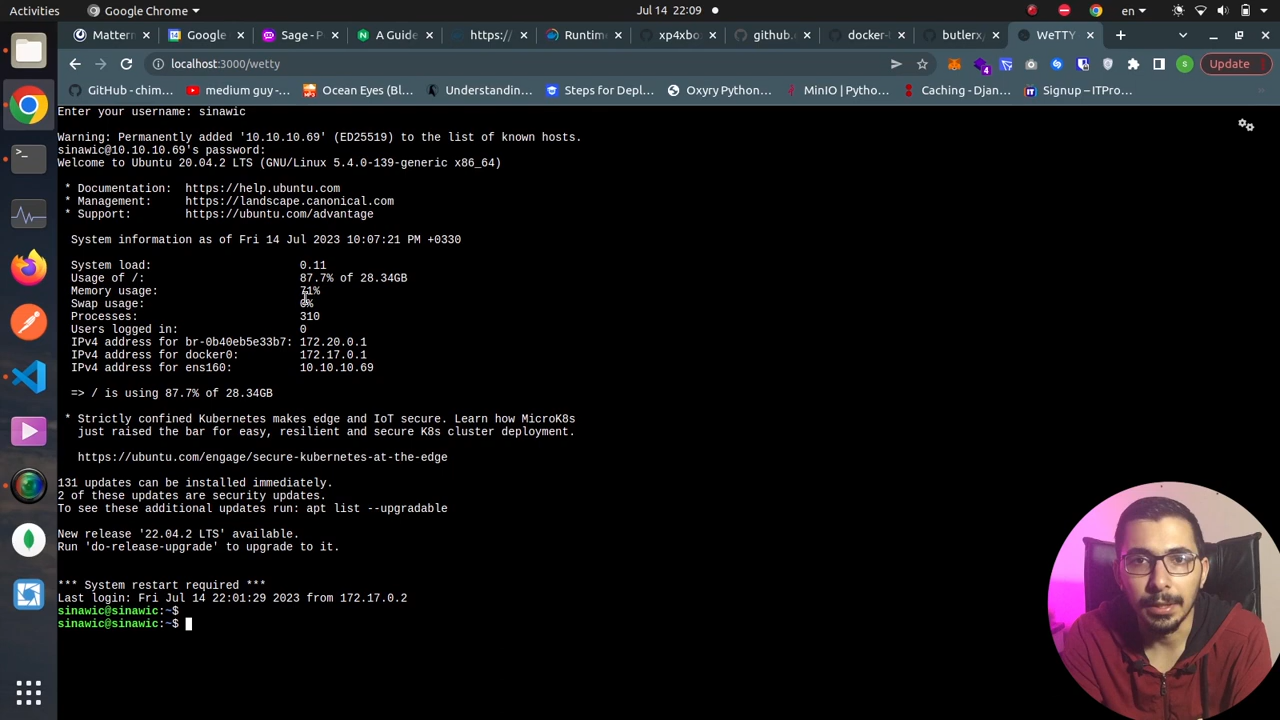 Activities
Google Chrome
Jul 14 22:09
en
Mattern
Google
Sage - P
A Guide
https:/
Runtim
xp4xbo
github.c
docker-
butlerx/
WeTTY
localhost:3000/wetty
Update
GitHub - chim...
medium guy -...
Ocean Eyes (Bl...
Understandin...
Steps for Depl...
Oxyry Python...
MinIO | Pytho...
Caching - Djan...
Signup – ITPro...
Enter your username: sinawic
Warning: Permanently added '10.10.10.69' (ED25519) to the list of known hosts.
sinawic@10.10.10.69's password:
Welcome to Ubuntu 20.04.2 LTS (GNU/Linux 5.4.0-139-generic x86_64)
* Documentation: https://help.ubuntu.com
* Management: https://landscape.canonical.com
* Support: https://ubuntu.com/advantage
System information as of Fri 14 Jul 2023 10:07:21 PM +0330
System load: 0.11
Usage of /: 87.7% of 28.34GB
Memory usage: 71%
Swap usage: 0%
Processes: 310
Users logged in: 0
IPv4 address for br-0b40eb5e33b7: 172.20.0.1
IPv4 address for docker0: 172.17.0.1
IPv4 address for ens160: 10.10.10.69
=> / is using 87.7% of 28.34GB
* Strictly confined Kubernetes makes edge and IoT secure. Learn how MicroK8s
just raised the bar for easy, resilient and secure K8s cluster deployment.
https://ubuntu.com/engage/secure-kubernetes-at-the-edge
131 updates can be installed immediately.
2 of these updates are security updates.
To see these additional updates run: apt list --upgradable
New release '22.04.2 LTS' available.
Run 'do-release-upgrade' to upgrade to it.
*** System restart required ***
Last login: Fri Jul 14 22:01:29 2023 from 172.17.0.2
sinawic@sinawic:~$
sinawic@sinawic:~$